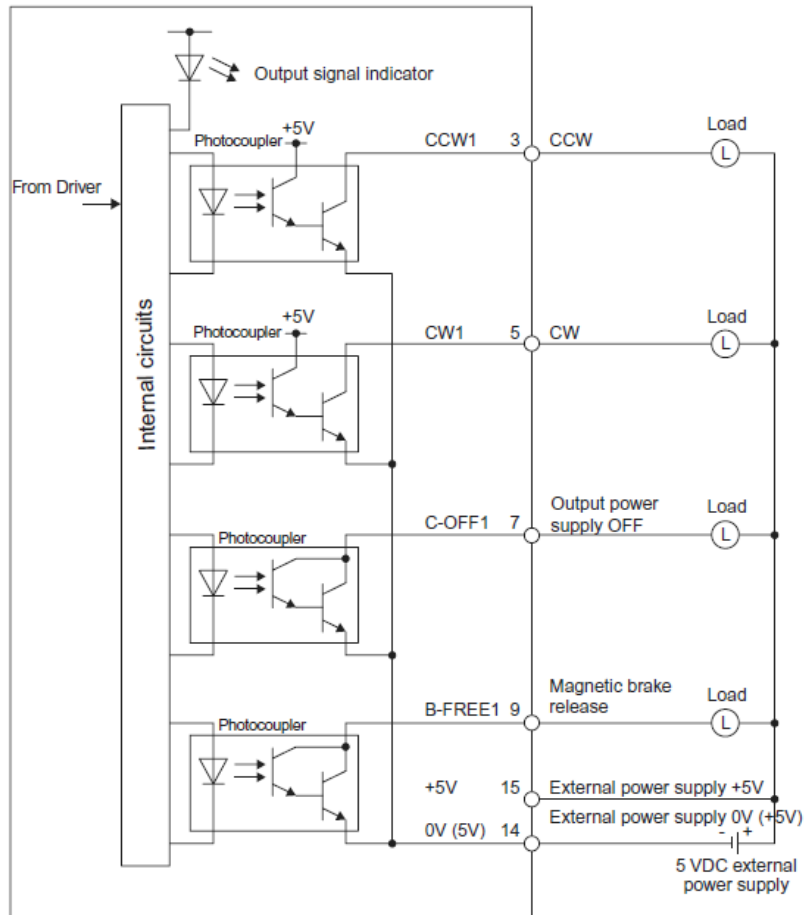 Output signal indicator
+5V
Photocoupler
CCW1 3 CCW
Load
L
From Driver
Internal circuits
+5V
Photocoupler
CW1 5 CW
Load
L
Photocoupler
C-OFF1 7
Output power
supply OFF
Load
L
Photocoupler
B-FREE1 9
Magnetic brake
release
Load
L
+5V 15 External power supply +5V
0V (5V) 14 External power supply 0V (+5V)
- +
5 VDC external
power supply